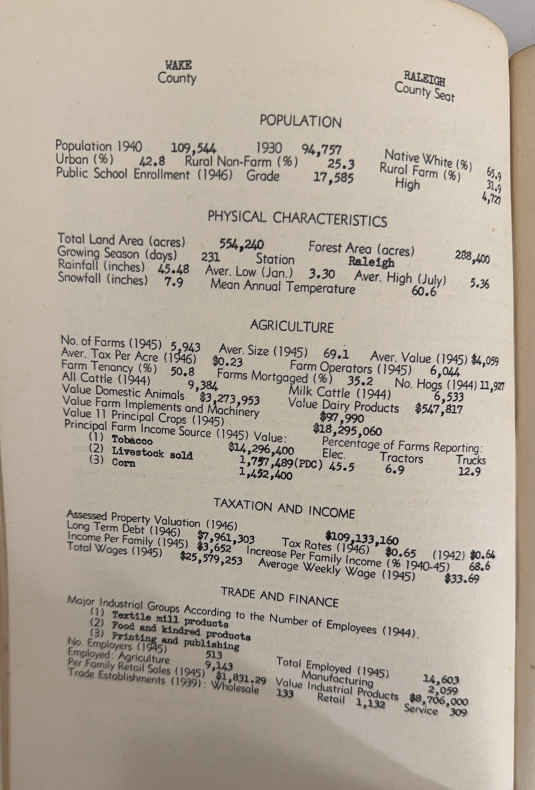 WAKE
County
RALEIGH
County Seat
POPULATION
Population 1940 109,544 1930 94,757 Native White (%) 65.9
Urban (%) 42.8 Rural Non-Farm (%) 25.3 Rural Farm (%) 31.9
Public School Enrollment (1946) Grade 17,585 High 4,721
PHYSICAL CHARACTERISTICS
Total Land Area (acres) 554,240 Forest Area (acres) 288,400
Growing Season (days) 231 Station Raleigh
Rainfall (inches) 45.48 Aver. Low (Jan.) 3.30 Aver. High (July) 5.36
Snowfall (inches) 7.9 Mean Annual Temperature 60.6
AGRICULTURE
No. of Farms (1945) 5,943 Aver. Size (1945) 69.1 Aver. Value (1945) $4,059
Aver. Tax Per Acre (1946) $0.23 Farm Operators (1945) 6,044
Farm Tenancy (%) 50.8 Farms Mortgaged (%) 35.2 No. Hogs (1944) 11,927
All Cattle (1944) 9,384 Milk Cattle (1944) 6,533
Value Domestic Animals $3,273,953 Value Dairy Products $547,817
Value Farm Implements and Machinery $97,990
Value 11 Principal Crops (1945) $18,295,060
Principal Farm Income Source (1945) Value: Percentage of Farms Reporting:
(1) Tobacco $14,296,400 Elec. Tractors Trucks
(2) Livestock sold 1,757,489(PDC) 45.5 6.9 12.9
(3) Corn 1,452,400
TAXATION AND INCOME
Assessed Property Valuation (1946) $109,133,160
Long Term Debt (1946) $7,961,303 Tax Rates (1946) $0.65 (1942) $0.64
Income Per Family (1945) $3,652 Increase Per Family Income (% 1940-45) 68.6
Total Wages (1945) $25,579,253 Average Weekly Wage (1945) $33.69
TRADE AND FINANCE
Major Industrial Groups According to the Number of Employees (1944).
(1) Textile mill products
(2) Food and kindred products
(3) Printing and publishing
No. Employers (1945) 513 Total Employed (1945) 14,603
Employed: Agriculture 9,143 Manufacturing 2,059
Per Family Retail Sales (1945) $1,831.29 Value Industrial Products $8,706,000
Trade Establishments (1939): Wholesale 133 Retail 1,132 Service 309